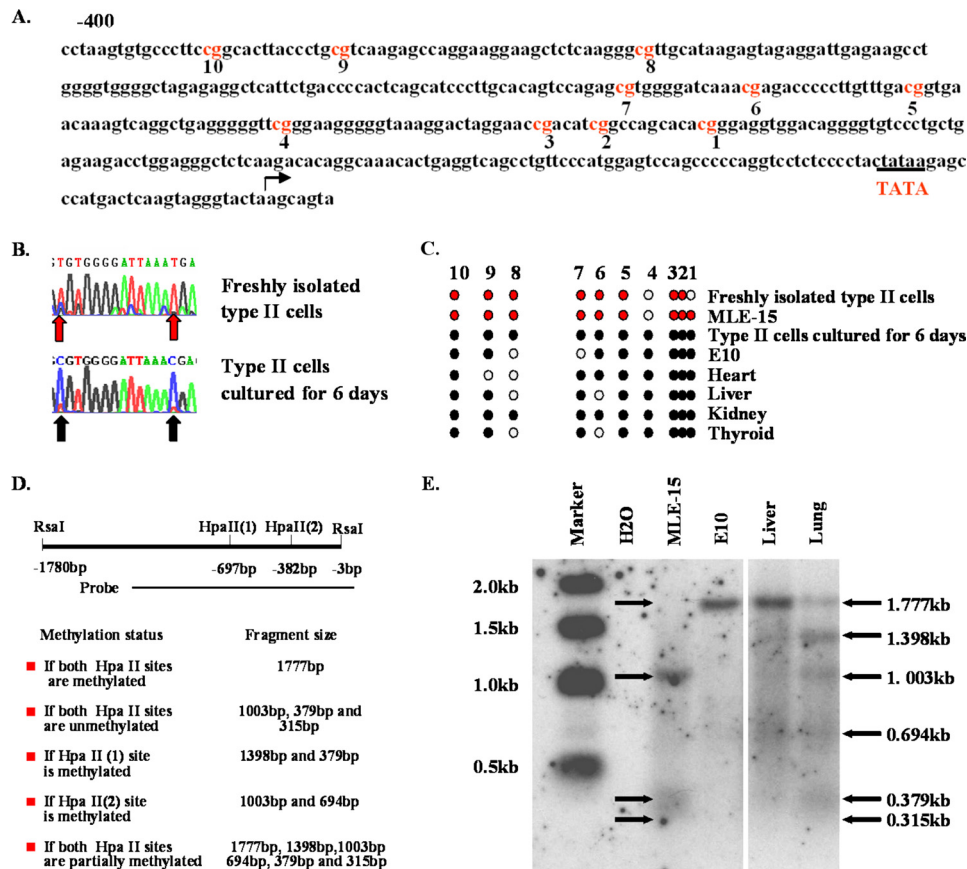 A.
-400
cctaagtgtgcccttccggcacttaccctgcgtcaagagccaggaaggaagctctcaagggcgttgcataagagtagaggattgagaagcct
10 9 8
ggggtggggctagagaggctcattctgaccccactcagcatcccttgcacagtccagagcgtggggatcaaacgagacccccttgtttgacggtga
7 6 5
acaaagtcaggctgagggggttcgggaagggggtaaaggactaggaaccgacatcggccagcacacgggaggtggacaggggtgtccctgctg
4 3 2 1
agaagacctggagggctctcaagacacaggcaaacactgaggtcagcctgttcccatggagtccagcccccaggtcctctcccctactataagagc
TATA
ccatgactcaagtagggtactaagcagta
B.
GTGTGGGGATTAAATGA
Freshly isolated
type II cells
GCGTGGGGATTAAACGA
Type II cells
cultured for 6 days
C.
10 9 8 7 6 5 4 321
Freshly isolated type II cells
MLE-15
Type II cells cultured for 6 days
E10
Heart
Liver
Kidney
Thyroid
D.
RsaI HpaII(1) HpaII(2) RsaI
-1780bp -697bp -382bp -3bp
Probe
Methylation status Fragment size
If both Hpa II sites
are methylated
1777bp
If both Hpa II sites
are unmethylated
1003bp, 379bp and
315bp
If Hpa II (1) site
is methylated
1398bp and 379bp
If Hpa II(2) site
is methylated
1003bp and 694bp
If both Hpa II sites
are partially methylated
1777bp, 1398bp,1003bp
694bp, 379bp and 315bp
E.
Marker
H2O
MLE-15
E10
Liver
Lung
2.0kb
1.5kb
1.0kb
0.5kb
1.777kb
1.398kb
1. 003kb
0.694kb
0.379kb
0.315kb